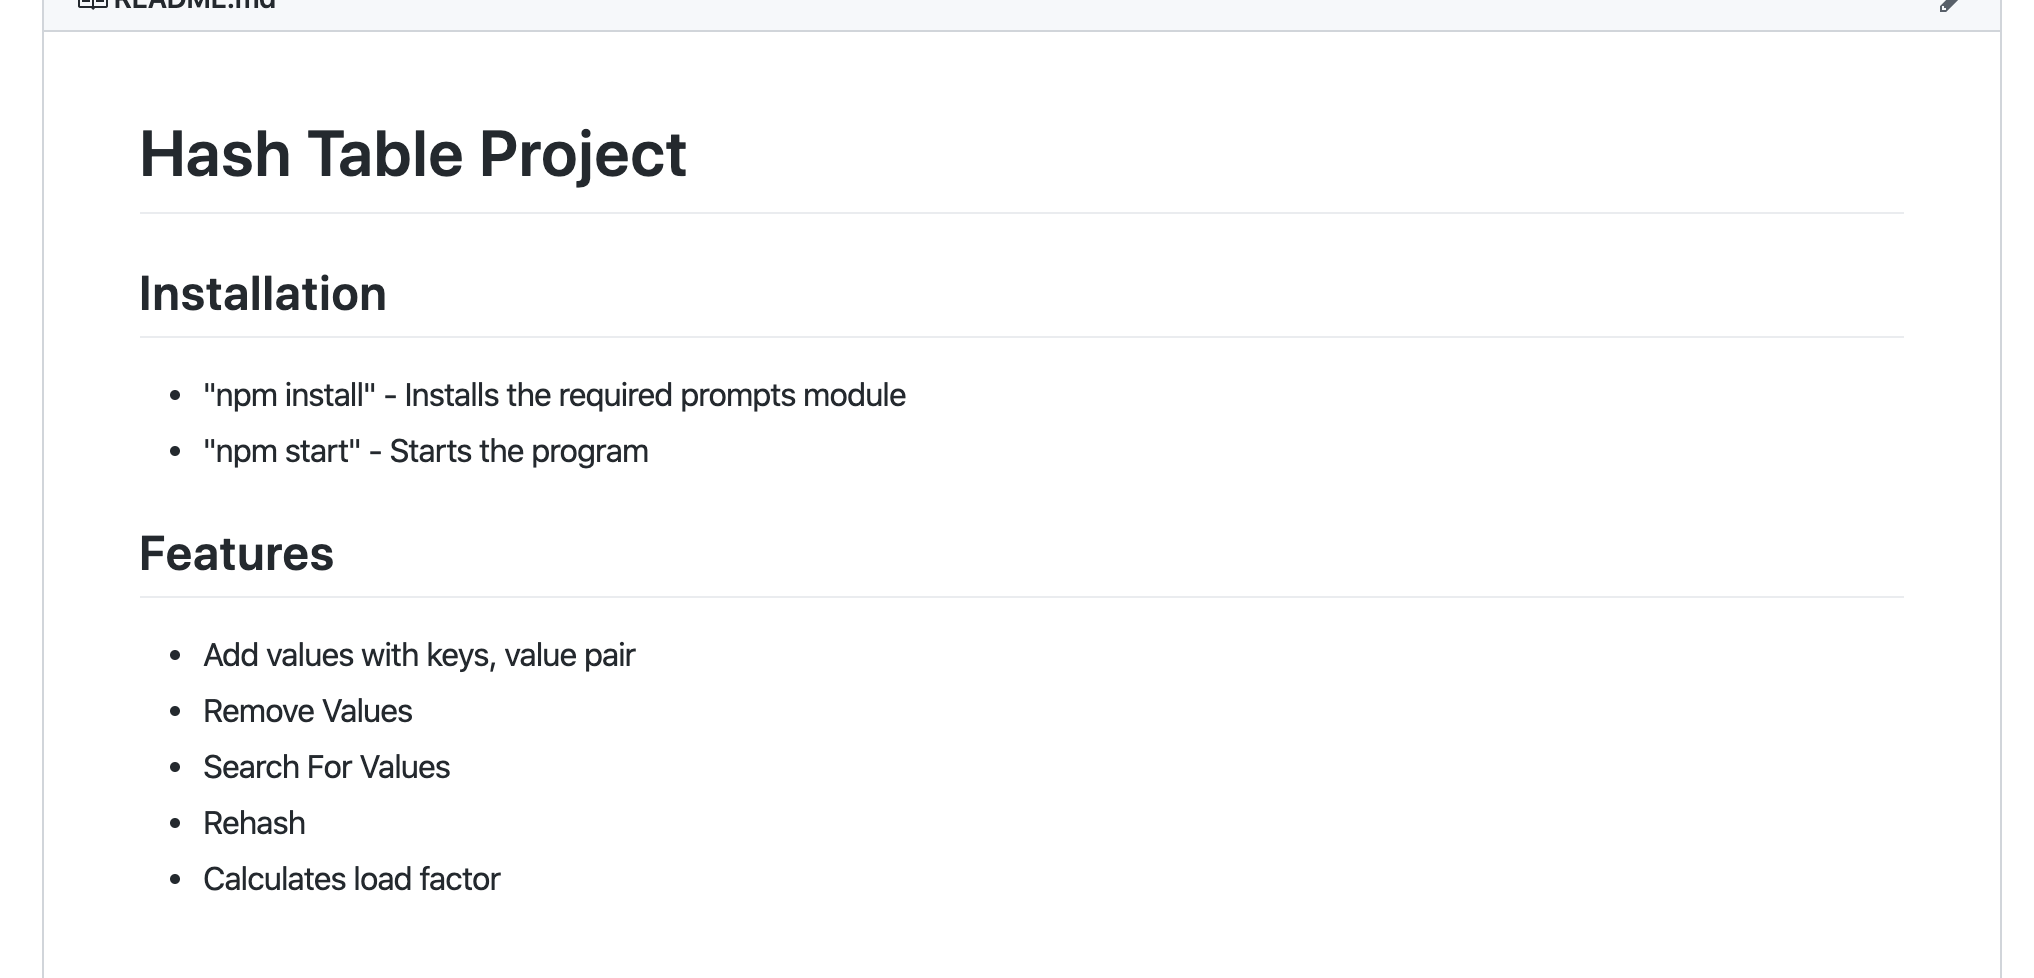 README.md
Hash Table Project
Installation
"npm install" - Installs the required prompts module
"npm start" - Starts the program
Features
Add values with keys, value pair
Remove Values
Search For Values
Rehash
Calculates load factor